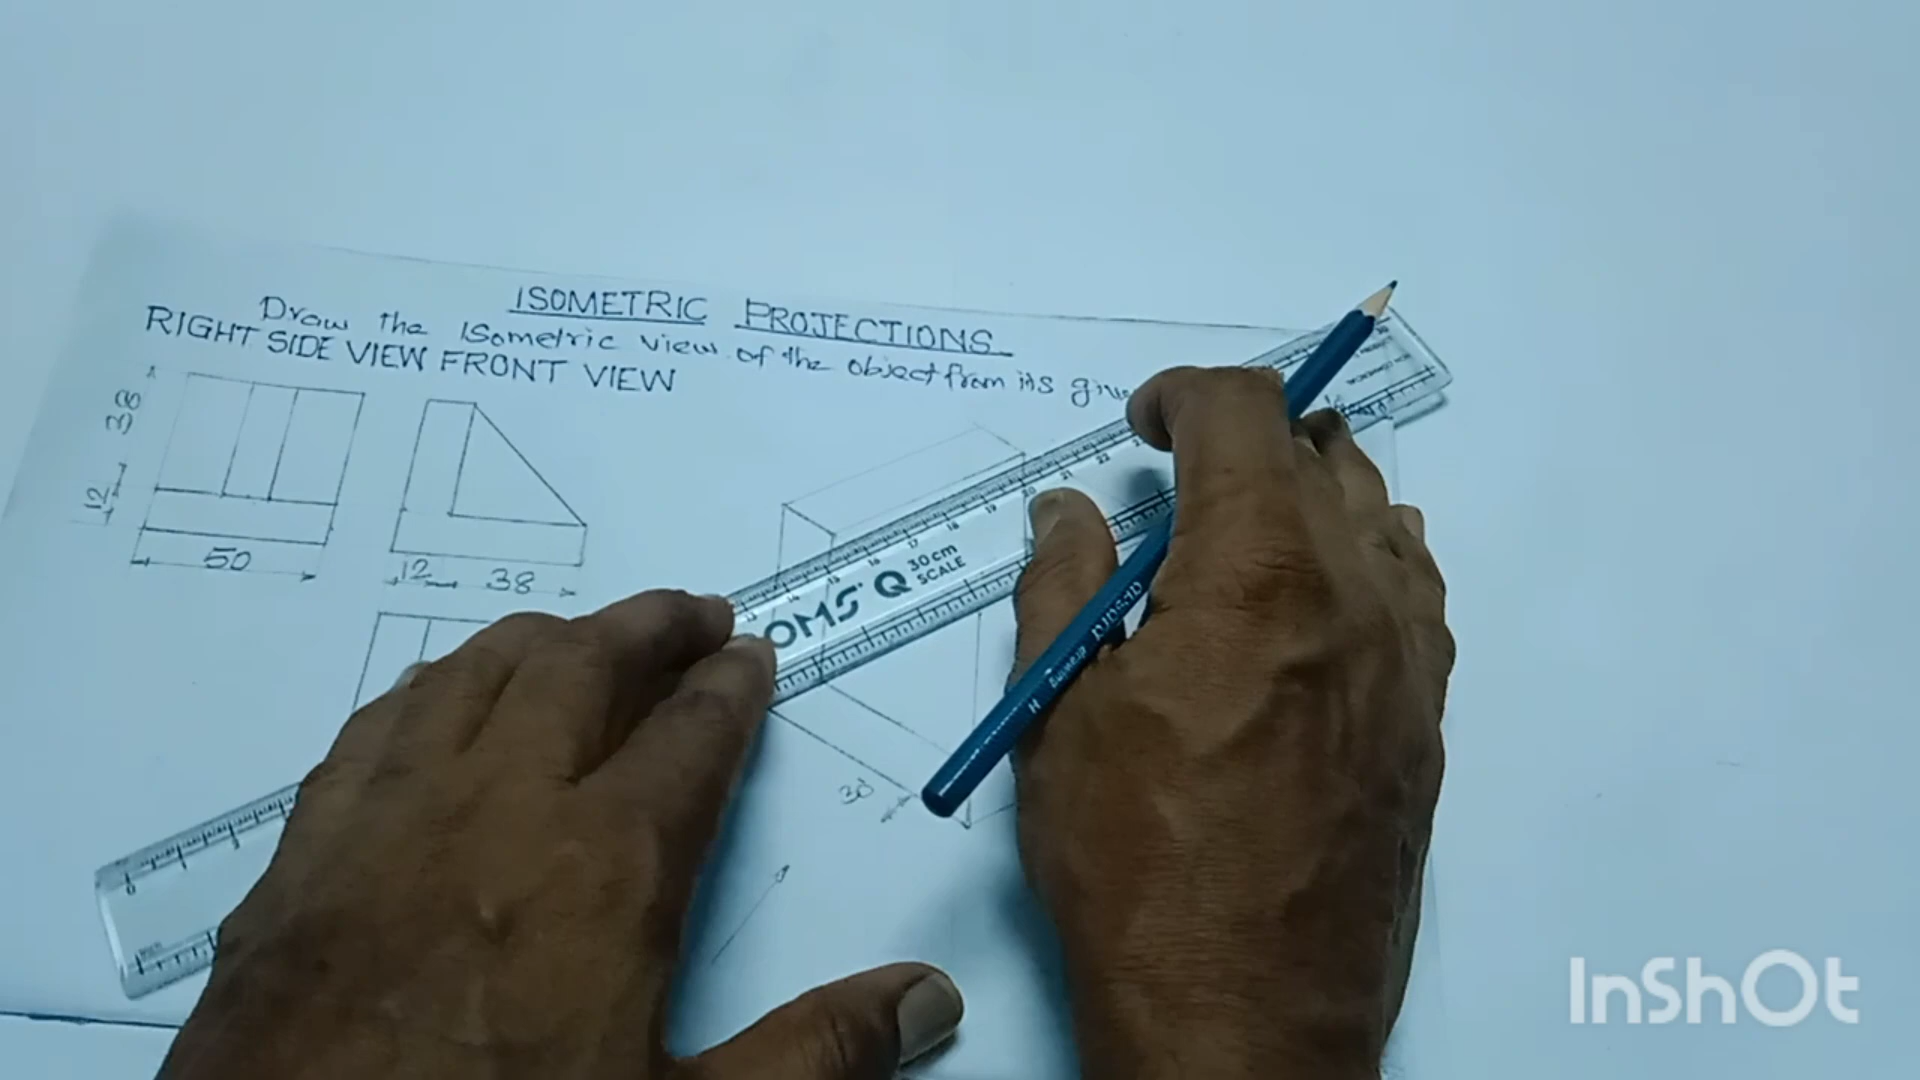 ISOMETRIC PROJECTIONS
Draw the Isometric view of the object from its
RIGHT SIDE VIEW FRONT VIEW
38
12
50
12 38
30°
OMS Q 30 cm
SCALE
InShOt